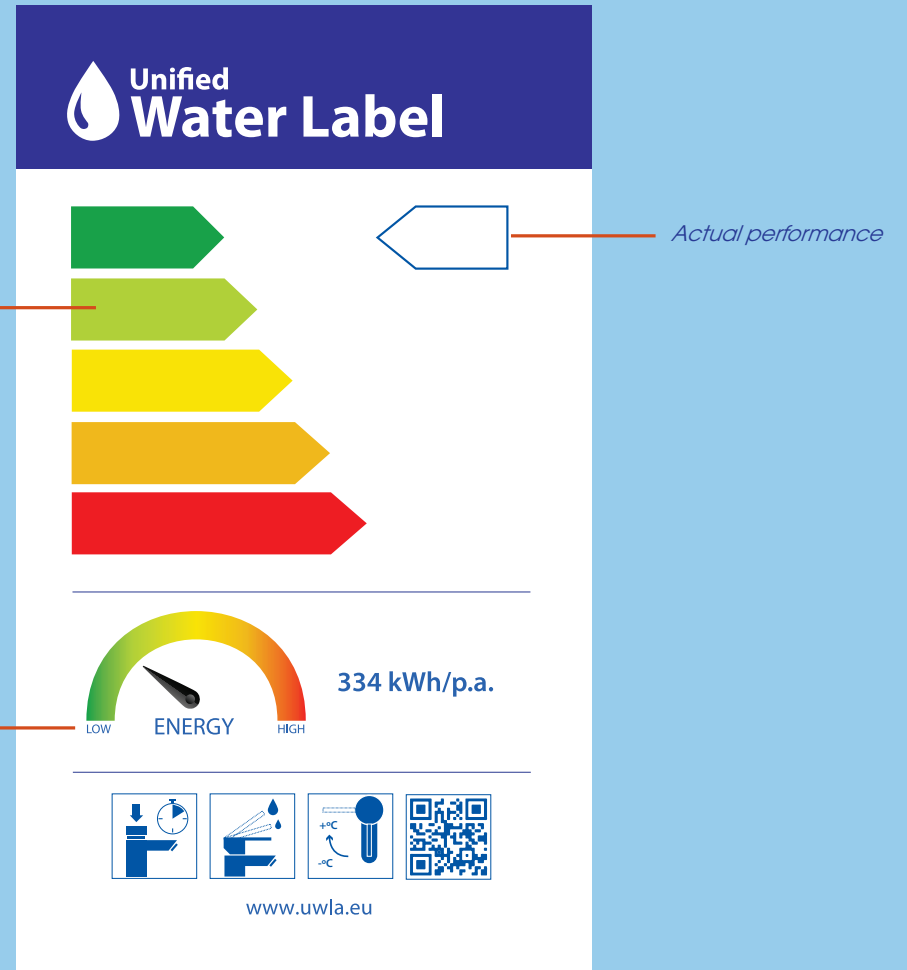 Unified
Water Label
Actual performance
334 kWh/p.a.
LOW
ENERGY
HIGH
+ºC
-ºC
www.uwla.eu